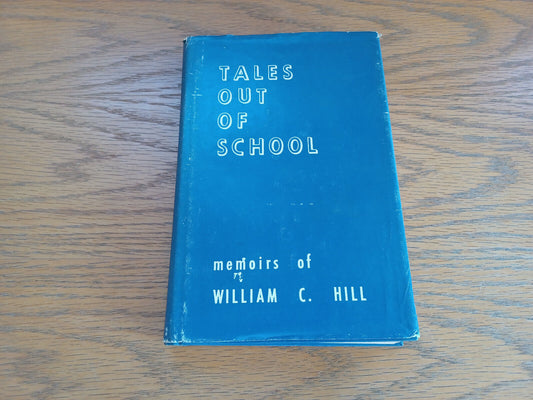 TALES
OUT
OF
SCHOOL
memoirs of
WILLIAM C. HILL